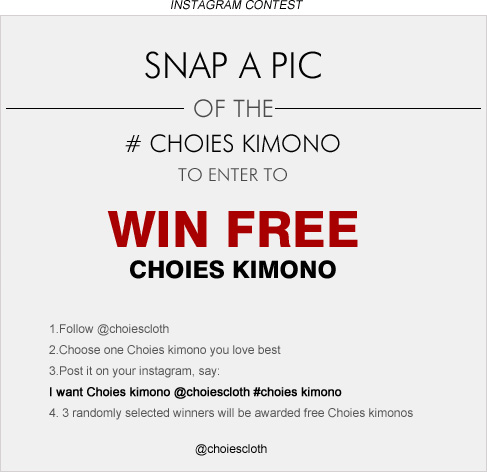 INSTAGRAM CONTEST
SNAP A PIC
OF THE
# CHOIES KIMONO
TO ENTER TO
WIN FREE
CHOIES KIMONO
1.Follow @choiescloth
2.Choose one Choies kimono you love best
3.Post it on your instagram, say:
I want Choies kimono @choiescloth #choies kimono
4. 3 randomly selected winners will be awarded free Choies kimonos
@choiescloth